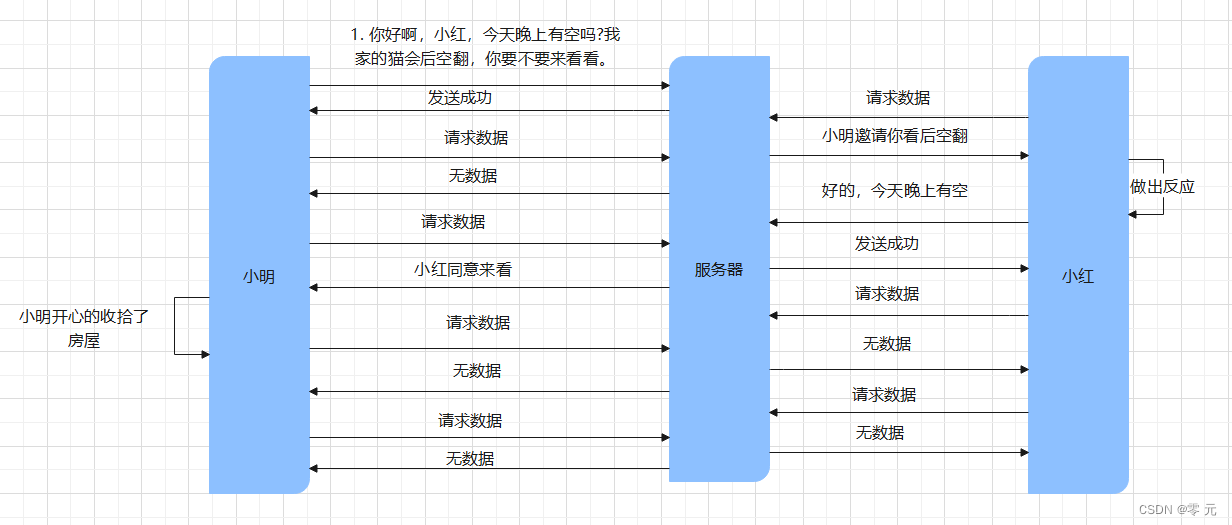 1. 你好啊，小红，今天晚上有空吗?我
家的猫会后空翻，你要不要来看看。
发送成功
请求数据
无数据
请求数据
小红同意来看
请求数据
无数据
请求数据
无数据
小明
小明开心的收拾了
房屋
服务器
请求数据
小明邀请你看后空翻
好的，今天晚上有空
发送成功
请求数据
无数据
请求数据
无数据
做出反应
小红
CSDN @零 元